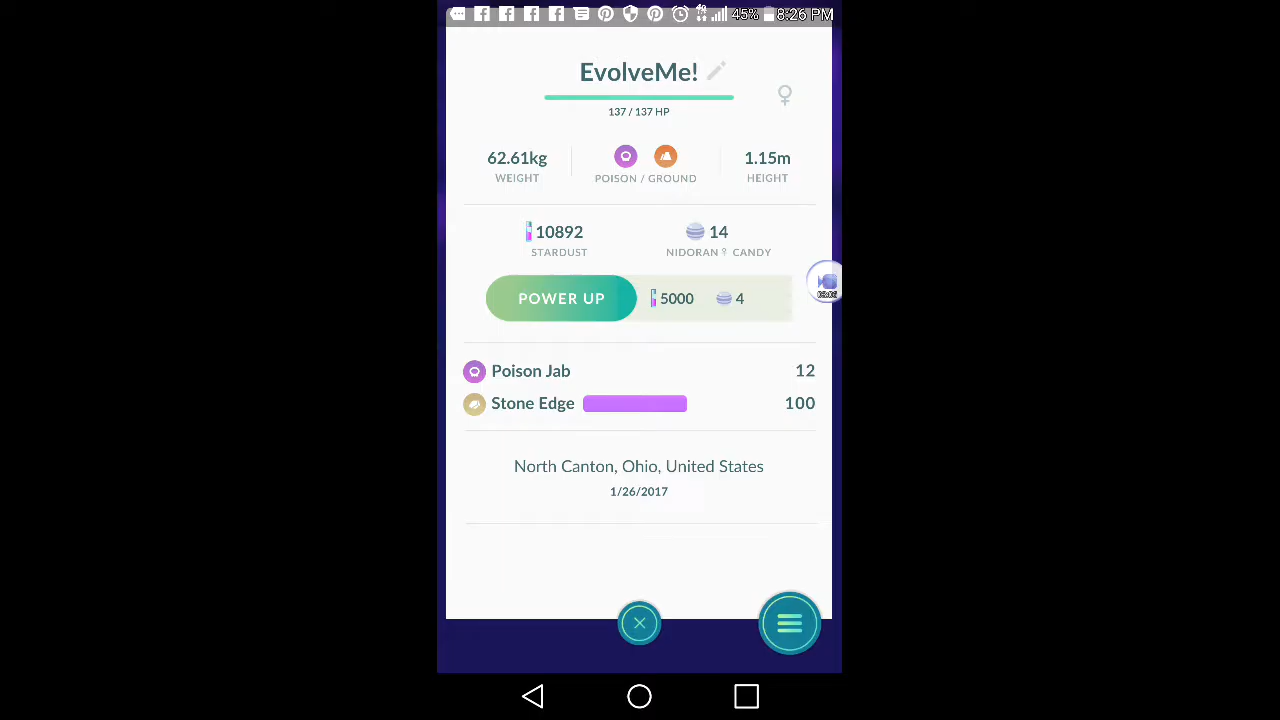 45% 8:26 PM
EvolveMe!
137 / 137 HP
62.61kg
WEIGHT
POISON / GROUND
1.15m
HEIGHT
10892
STARDUST
14
NIDORAN♀ CANDY
POWER UP 5000 4
Poison Jab 12
Stone Edge 100
North Canton, Ohio, United States
1/26/2017